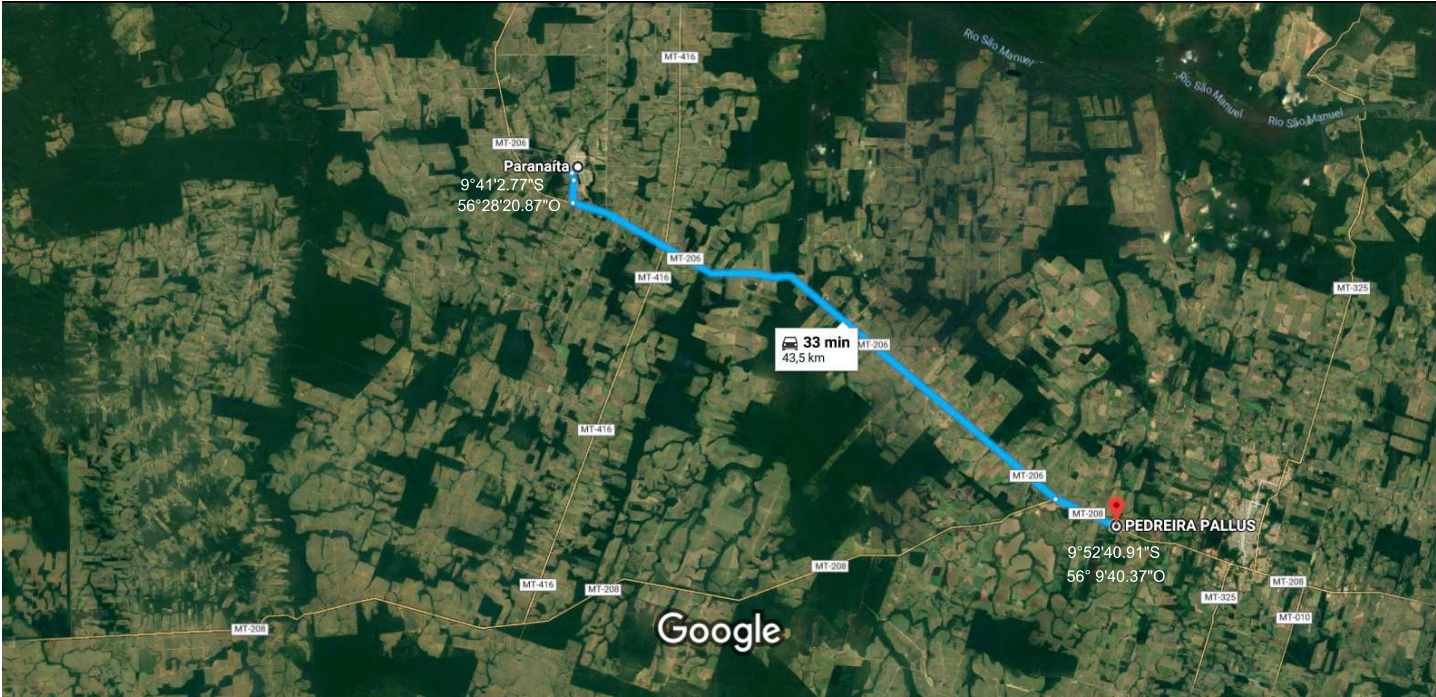 Rio São Manuel
MT-416
Rio São Manuel
Rio São Manuel
MT-206
Paranaíta
9°41'2.77"S
56°28'20.87"O
MT-206
MT-416
MT-325
33 min
43,5 km
MT-206
MT-416
MT-206
MT-208
PEDREIRA PALLUS
9°52'40.91"S
56° 9'40.37"O
MT-208
MT-416
MT-208
MT-208
MT-325
MT-010
MT-208
Google